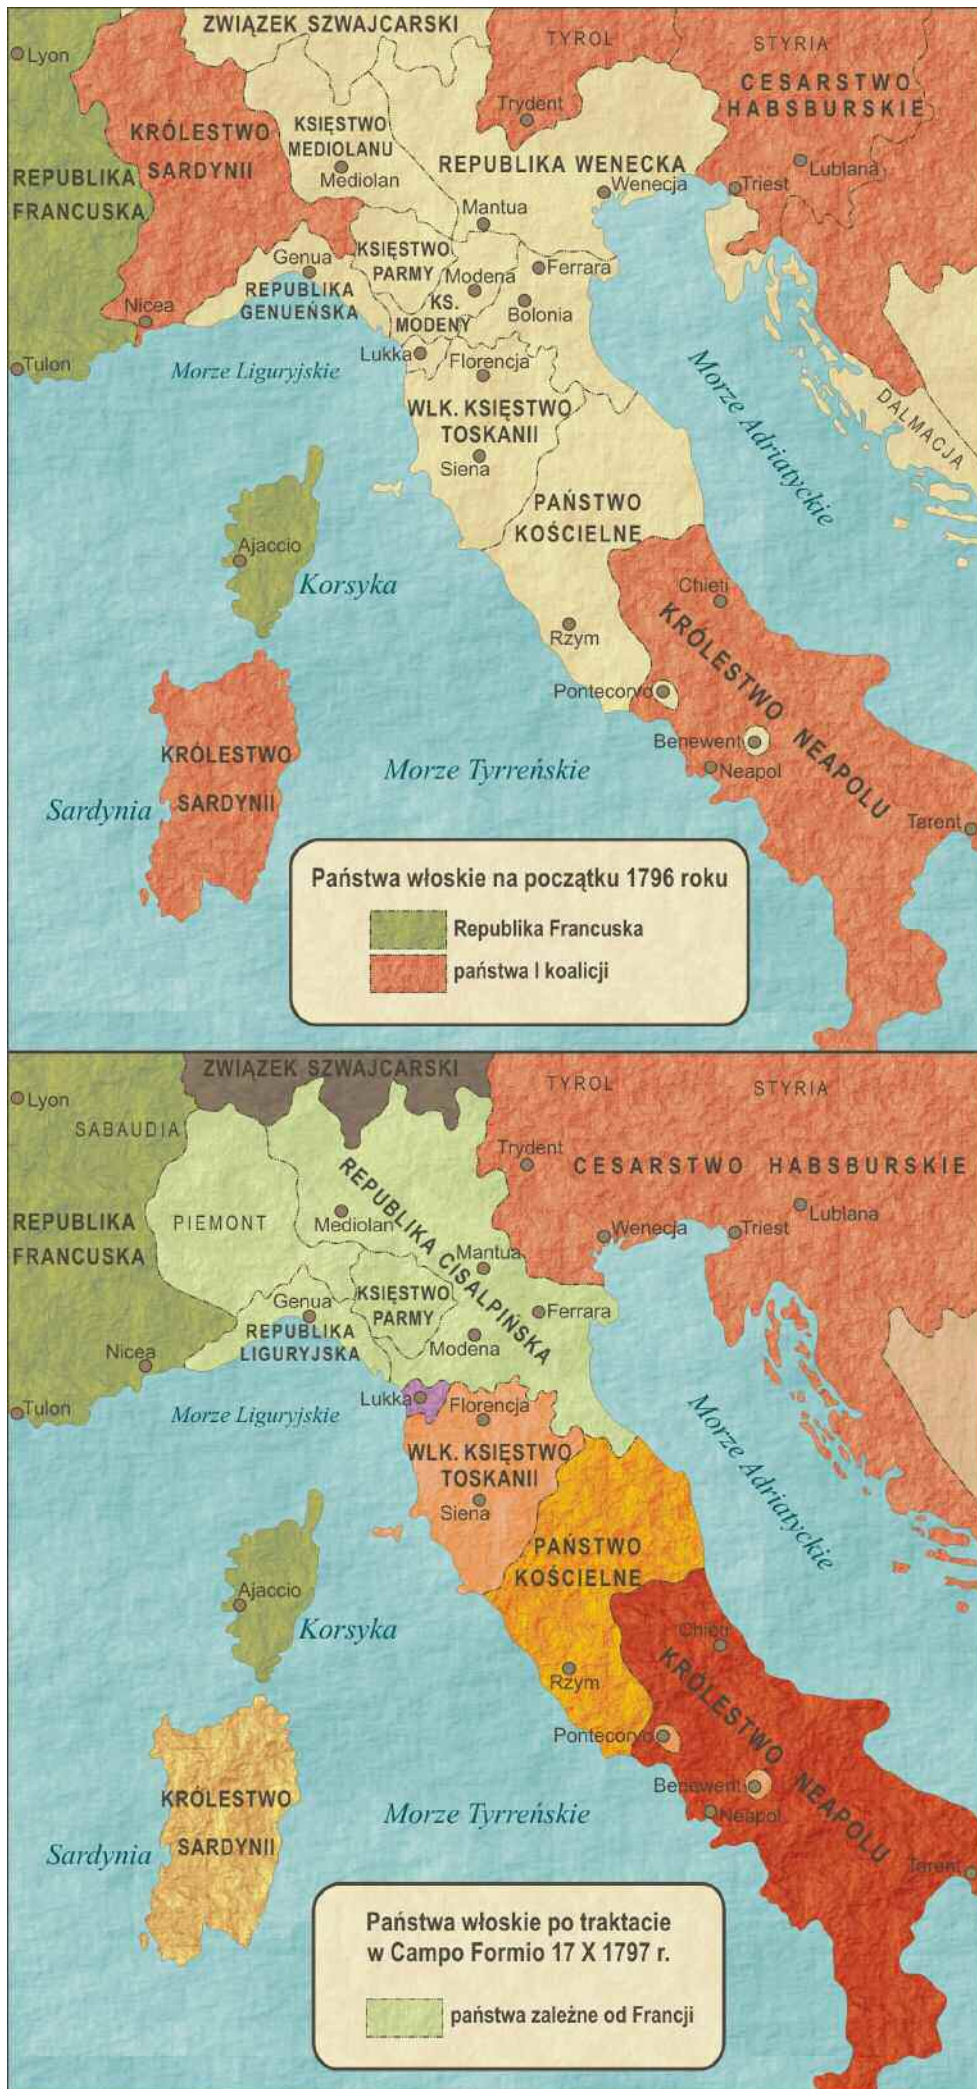 ZWIĄZEK SZWAJCARSKI
TYROL
STYRIA
Lyon
CESARSTWO
HABSBURSKIE
Trydent
KRÓLESTWO
SARDYNII
KSIĘSTWO
MEDIOLANU
Mediolan
REPUBLIKA WENECKA
Lublana
REPUBLIKA
FRANCUSKA
Wenecja
Triest
Mantua
Genua
KSIĘSTWO
PARMY
Modena
Ferrara
REPUBLIKA
GENUEŃSKA
KS.
MODENY
Bolonia
Nicea
Tulon
Morze Liguryjskie
Lukka
Florencja
Morze Adriatyckie
DALMACJA
WLK. KSIĘSTWO
TOSKANII
Siena
PAŃSTWO
KOŚCIELNE
Ajaccio
Korsyka
Chieti
Rzym
KRÓLESTWO NEAPOLU
Pontecorvo
Benewent
Neapol
KRÓLESTWO
SARDYNII
Sardynia
Morze Tyrreńskie
Tarent
Państwa włoskie na początku 1796 roku
Republika Francuska
państwa I koalicji
ZWIĄZEK SZWAJCARSKI
TYROL
STYRIA
Lyon
SABAUDIA
Trydent
CESARSTWO HABSBURSKIE
REPUBLIKA
FRANCUSKA
PIEMONT
Mediolan
REPUBLIKA CISALPIŃSKA
Lublana
Wenecja
Triest
Mantua
Genua
KSIĘSTWO
PARMY
Ferrara
REPUBLIKA
LIGURYJSKA
Modena
Nicea
Tulon
Morze Liguryjskie
Lukka
Florencja
Morze Adriatyckie
WLK. KSIĘSTWO
TOSKANII
Siena
PAŃSTWO
KOŚCIELNE
Ajaccio
Korsyka
Chieti
Rzym
KRÓLESTWO NEAPOLU
Pontecorvo
Benewent
Neapol
KRÓLESTWO
SARDYNII
Sardynia
Morze Tyrreńskie
Tarent
Państwa włoskie po traktacie
w Campo Formio 17 X 1797 r.
państwa zależne od Francji